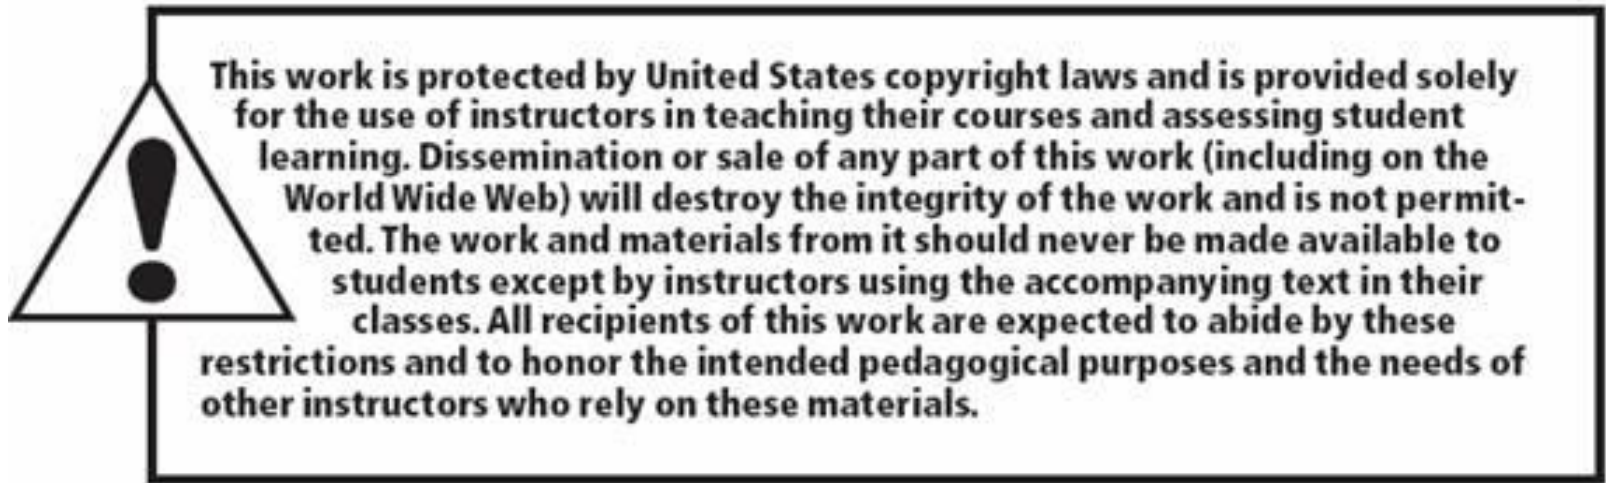 This work is protected by United States copyright laws and is provided solely
for the use of instructors in teaching their courses and assessing student
learning. Dissemination or sale of any part of this work (including on the
World Wide Web) will destroy the integrity of the work and is not permit-
ted. The work and materials from it should never be made available to
students except by instructors using the accompanying text in their
classes. All recipients of this work are expected to abide by these
restrictions and to honor the intended pedagogical purposes and the needs of
other instructors who rely on these materials.